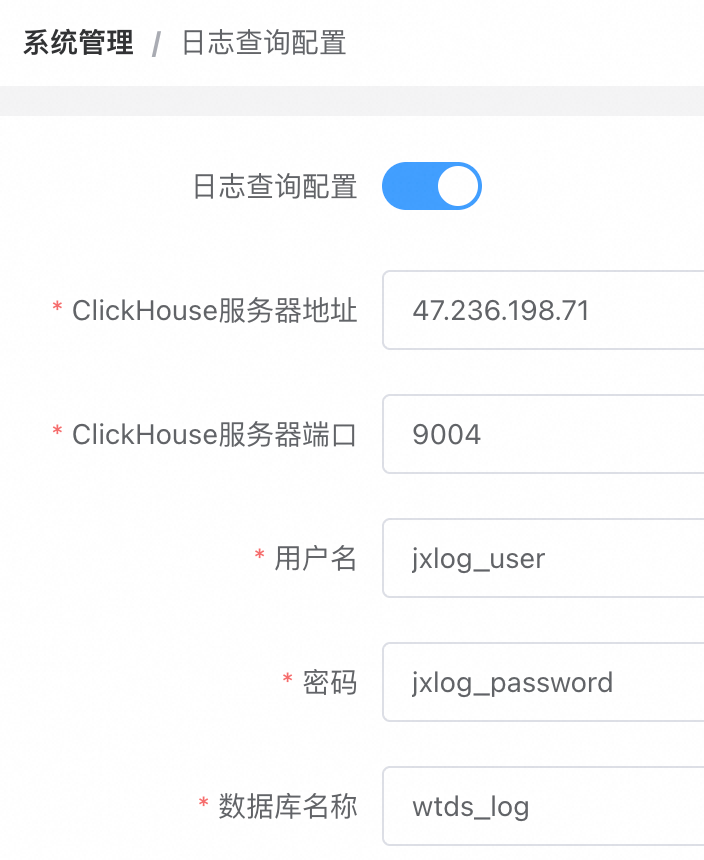 系统管理 / 日志查询配置
日志查询配置
* ClickHouse服务器地址 47.236.198.71
* ClickHouse服务器端口 9004
* 用户名 jxlog_user
* 密码 jxlog_password
* 数据库名称 wtds_log